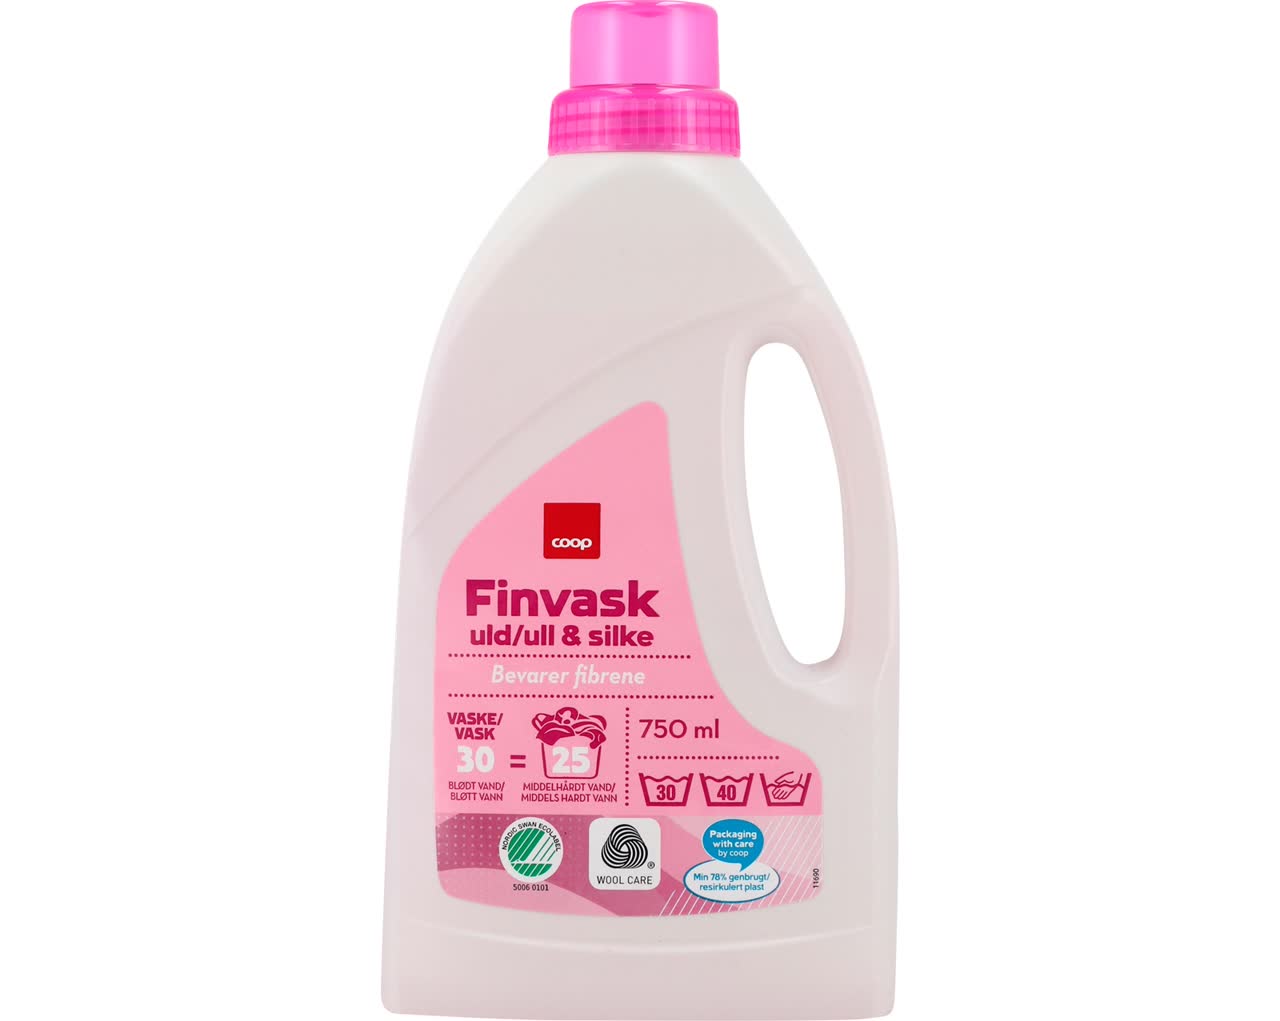 coop
Finvask
uld/ull & silke
Bevarer fibrene
VASKE/
VASK
30 = 25
BLØDT VAND/
BLØTT VANN
MIDDELHÅRDT VAND/
MIDDELS HARDT VANN
750 ml
30 40
NORDIC SWAN ECOLABEL
5006 0101
WOOL CARE
®
Packaging
with care
by coop
Min 78% genbrugt/
resirkulert plast
11690